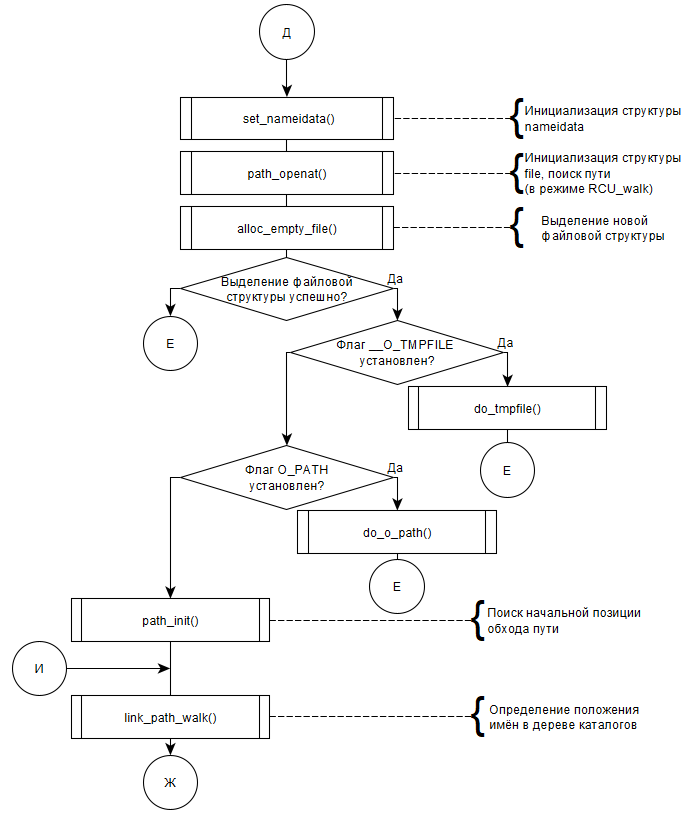 Д
set_nameidata()
Инициализация структуры
nameidata
path_openat()
Инициализация структуры
file, поиск пути
(в режиме RCU_walk)
alloc_empty_file()
Выделение новой
файловой структуры
Выделение файловой
структуры успешно?
Да
Е
Флаг __O_TMPFILE
установлен?
Да
do_tmpfile()
Е
Флаг O_PATH
установлен?
Да
do_o_path()
Е
path_init()
Поиск начальной позиции
обхода пути
И
link_path_walk()
Определение положения
имён в дереве каталогов
Ж